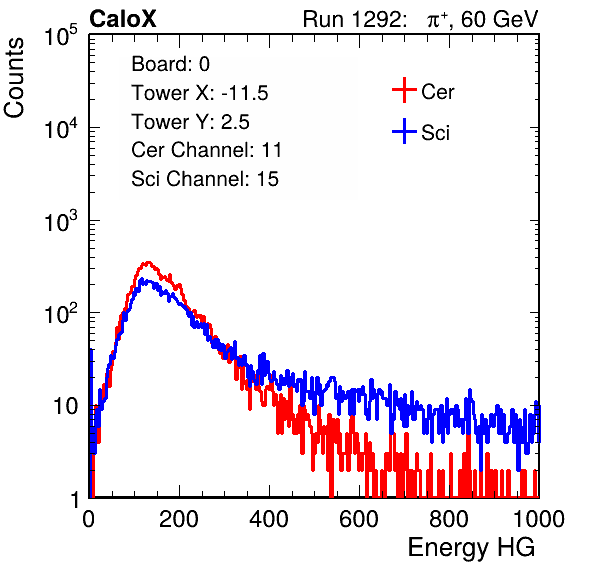 CaloX Run 1292: π⁺, 60 GeV
Counts
10⁵
10⁴
10³
10²
10
1
Board: 0
Tower X: -11.5
Tower Y: 2.5
Cer Channel: 11
Sci Channel: 15
Cer
Sci
0 200 400 600 800 1000
Energy HG